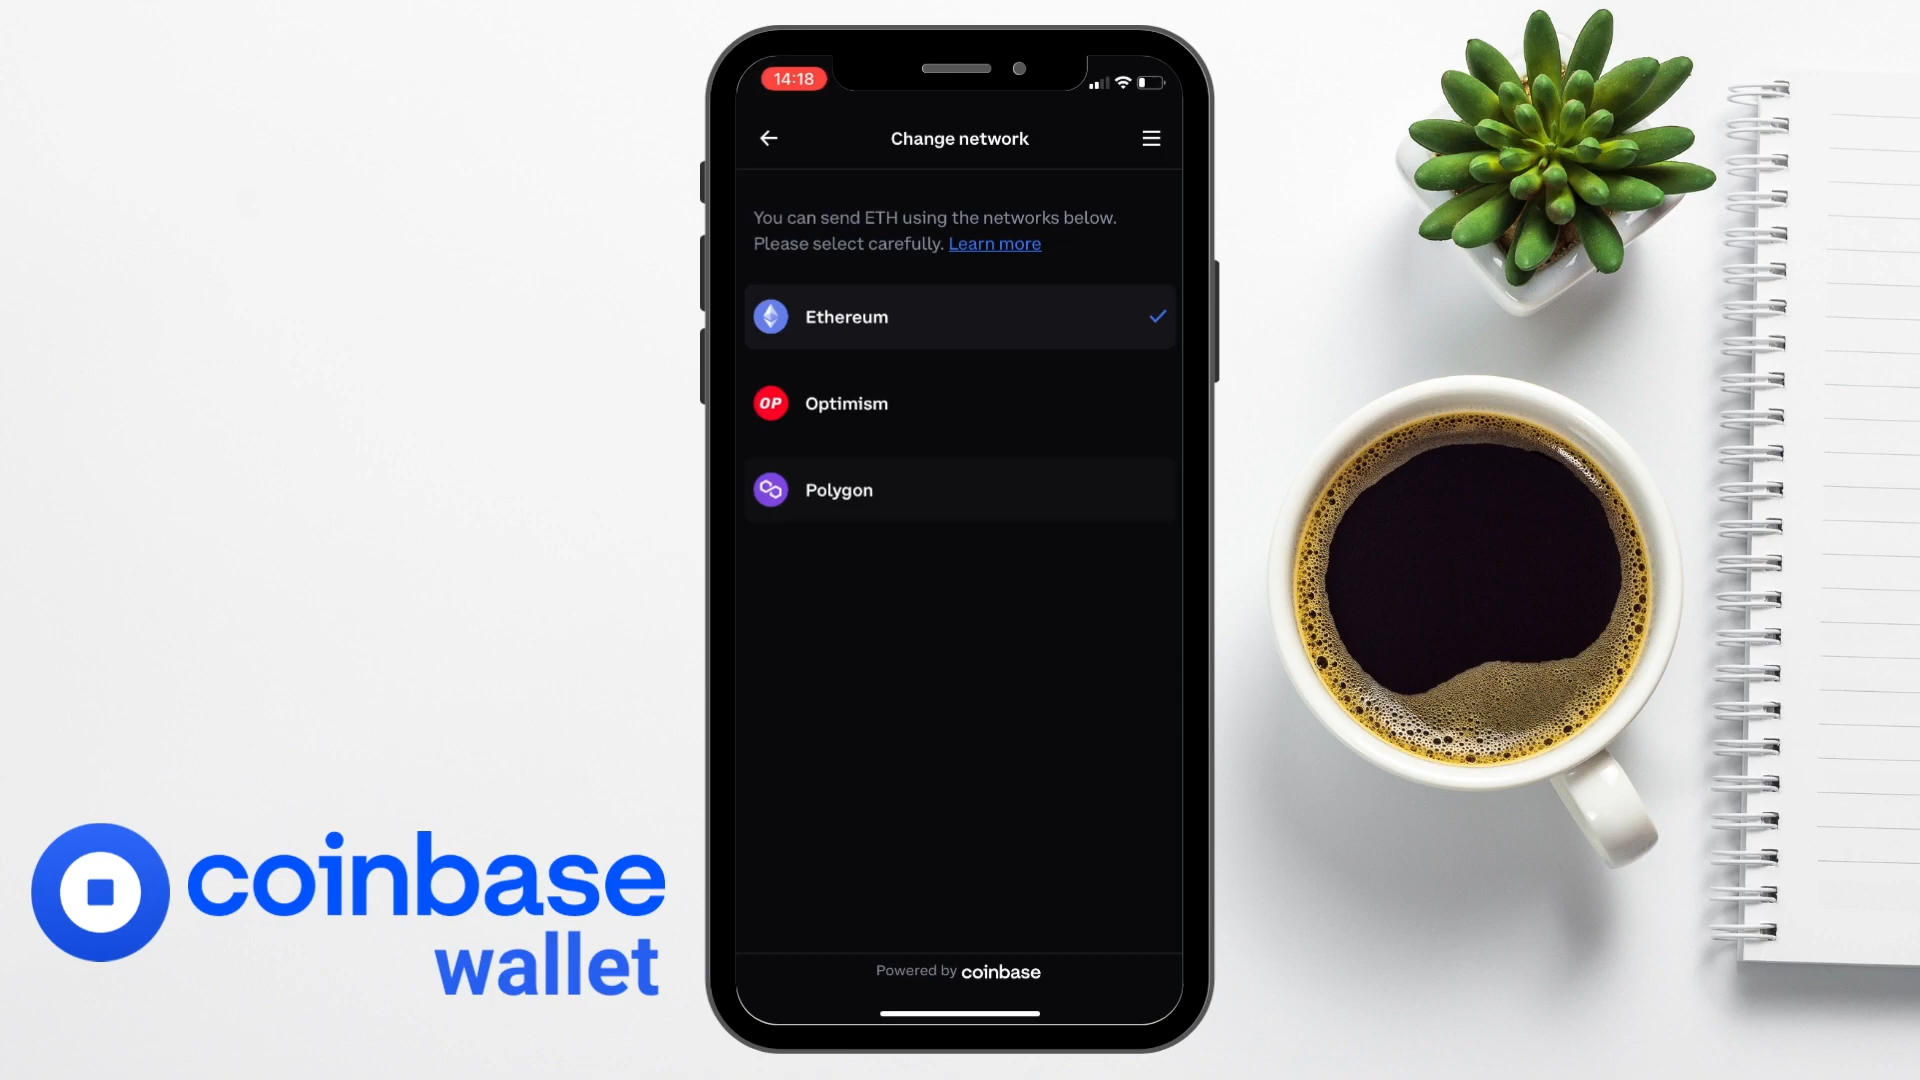 14:18
Change network
You can send ETH using the networks below.
Please select carefully. Learn more
Ethereum
OP Optimism
Polygon
Powered by coinbase
coinbase
wallet